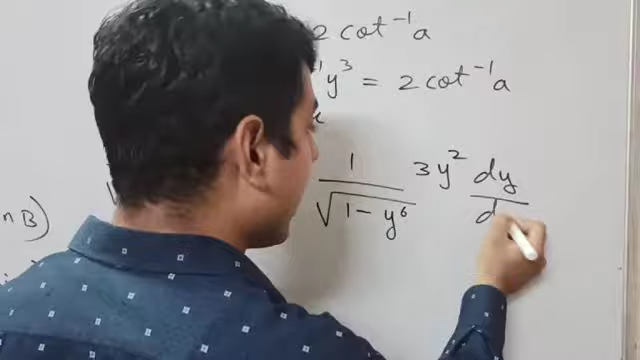 2 cot⁻¹a
y³ = 2 cot⁻¹a
1/√(1 - y⁶) 3y² dy/d
B)